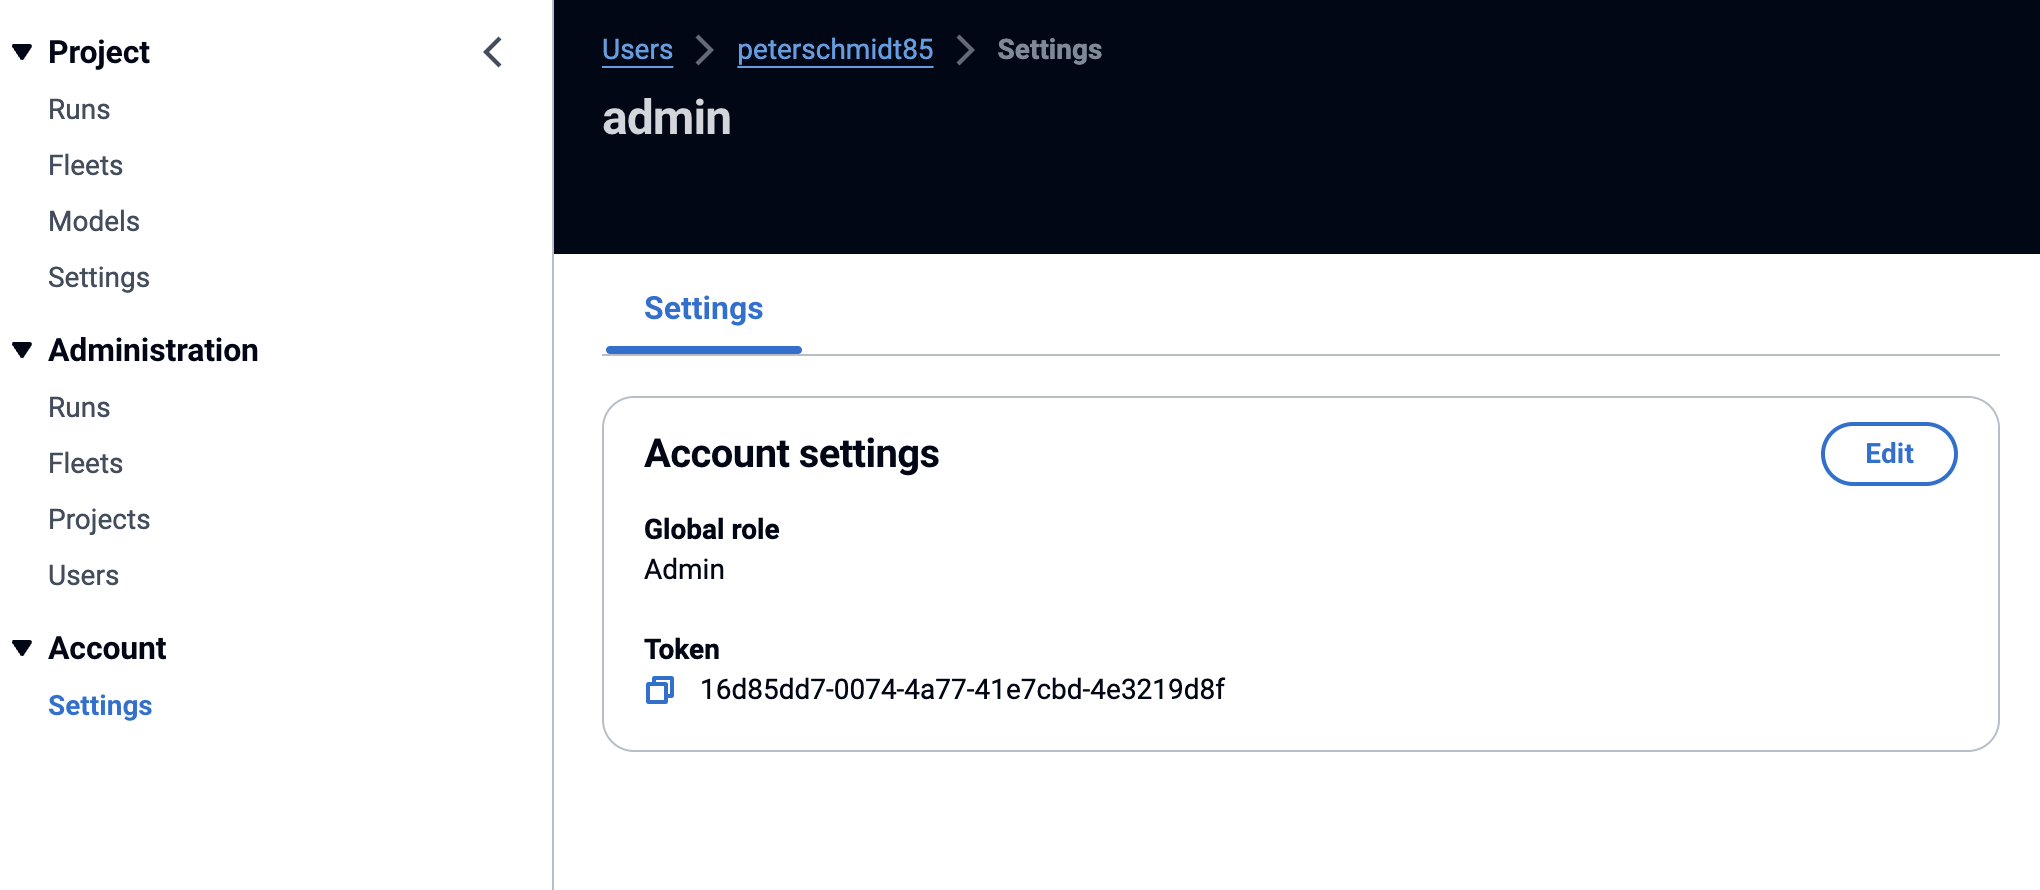 Project
Runs
Fleets
Models
Settings
Administration
Runs
Fleets
Projects
Users
Account
Settings
Users > peterschmidt85 > Settings
admin
Settings
Account settings
Edit
Global role
Admin
Token
16d85dd7-0074-4a77-41e7cbd-4e3219d8f